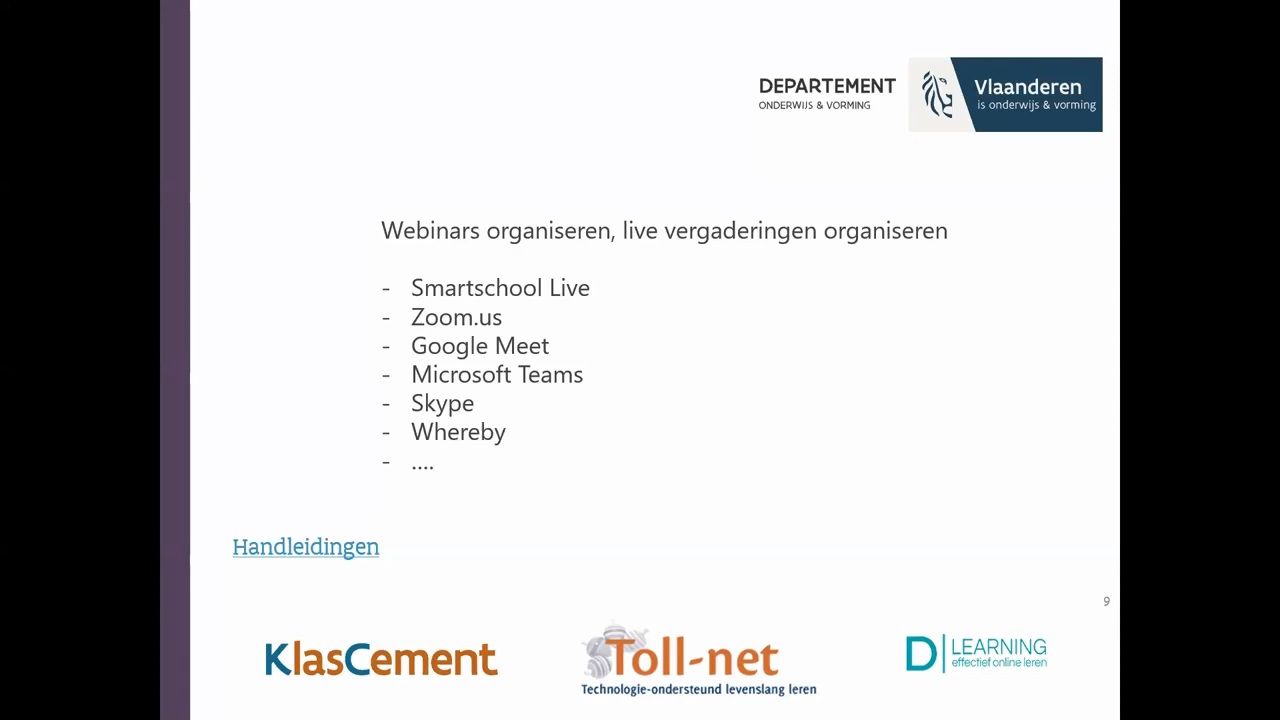 DEPARTEMENT
ONDERWIJS & VORMING
Vlaanderen
is onderwijs & vorming
Webinars organiseren, live vergaderingen organiseren
- Smartschool Live
- Zoom.us
- Google Meet
- Microsoft Teams
- Skype
- Whereby
- ....
Handleidingen
9
KlasCement
Toll-net
Technologie-ondersteund levenslang leren
D LEARNING
effectief online leren